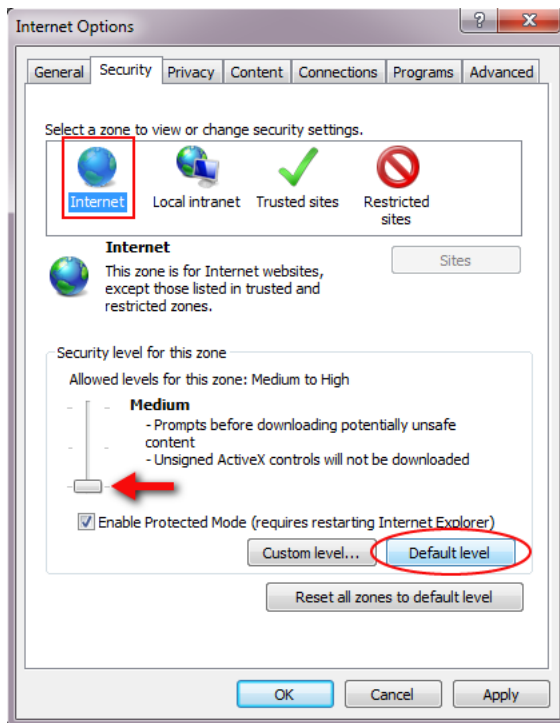 Internet Options
?
X
General Security Privacy Content Connections Programs Advanced
Select a zone to view or change security settings.
Internet Local intranet Trusted sites Restricted
sites
Internet
Sites
This zone is for Internet websites,
except those listed in trusted and
restricted zones.
Security level for this zone
Allowed levels for this zone: Medium to High
Medium
- Prompts before downloading potentially unsafe
content
- Unsigned ActiveX controls will not be downloaded
Enable Protected Mode (requires restarting Internet Explorer)
Custom level... Default level
Reset all zones to default level
OK Cancel Apply